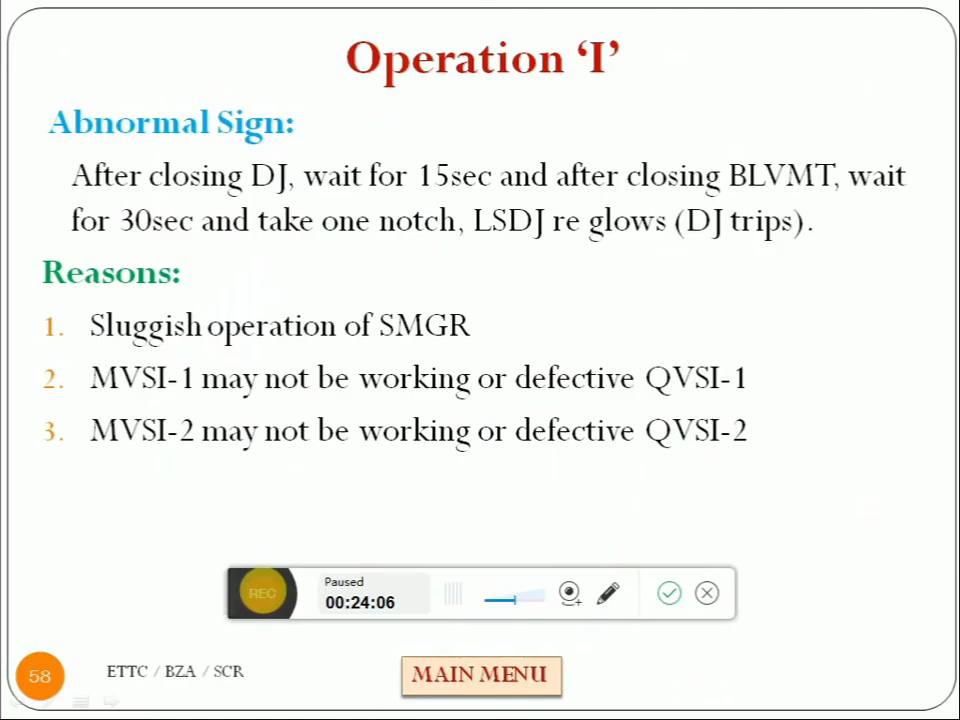 Operation ‘I’
Abnormal Sign:
After closing DJ, wait for 15sec and after closing BLVMT, wait
for 30sec and take one notch, LSDJ re glows (DJ trips).
Reasons:
1. Sluggish operation of SMGR
2. MVSI-1 may not be working or defective QVSI-1
3. MVSI-2 may not be working or defective QVSI-2
REC
Paused
00:24:06
58
ETTC / BZA / SCR
MAIN MENU